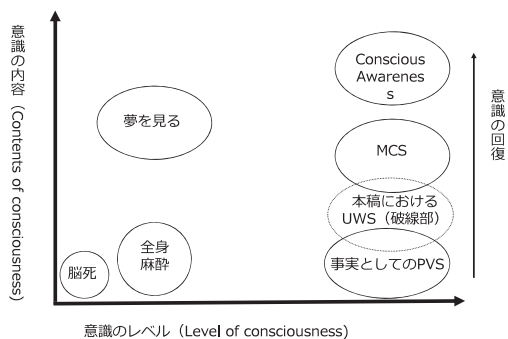 意識の内容（Contents of consciousness)
Conscious
Awarenes
s
夢を見る
MCS
意識の回復
本稿における
UWS（破線部）
全身
麻酔
脳死
事実としてのPVS
意識のレベル（Level of consciousness)